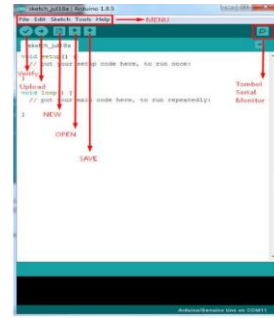 sketch_jul18a | Arduino 1.8.5
File Edit Sketch Tools Help
MENU
sketch_jul18a
void setup() {
// put your setup code here, to run once:
Verify
}
Upload
void loop() {
// put your main code here, to run repeatedly:
NEW
}
OPEN
SAVE
Tombol
Serial
Monitor
Arduino/Genuino Uno on COM11